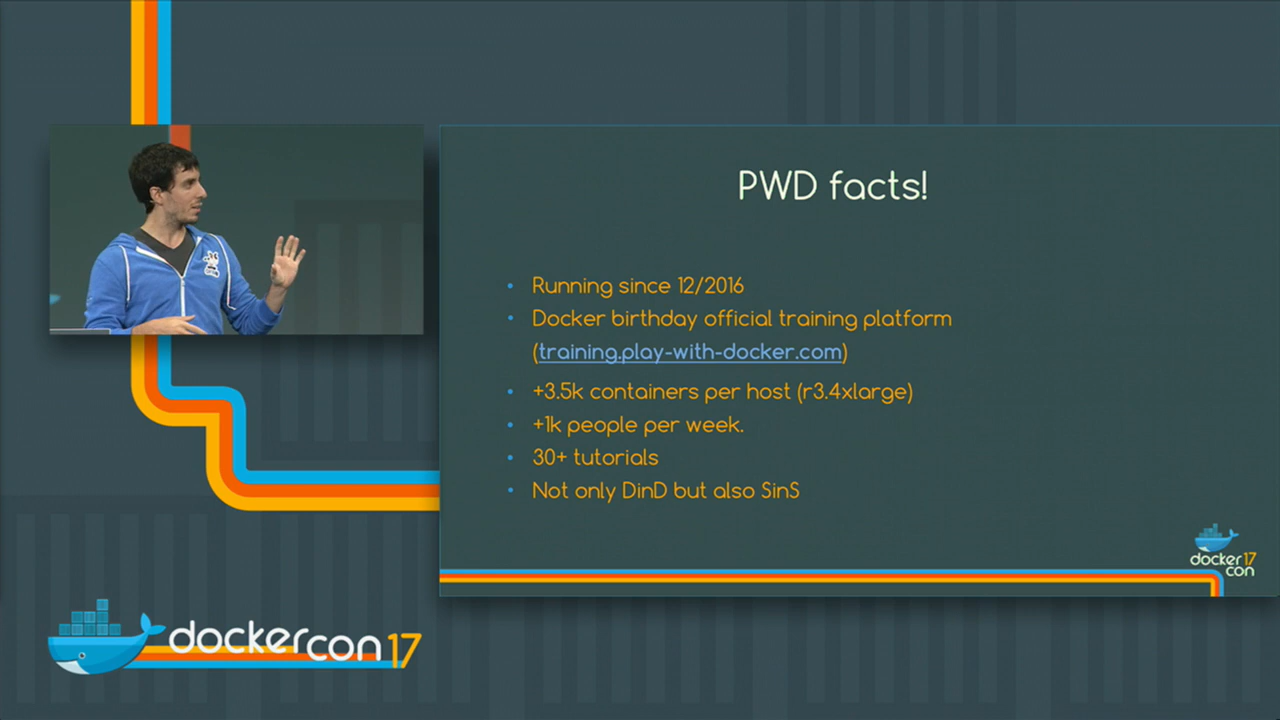 PWD facts!
• Running since 12/2016
• Docker birthday official training platform
(training.play-with-docker.com)
• +3.5k containers per host (r3.4xlarge)
• +1k people per week.
• 30+ tutorials
• Not only DinD but also SinS
docker 17
con
dockercon 17